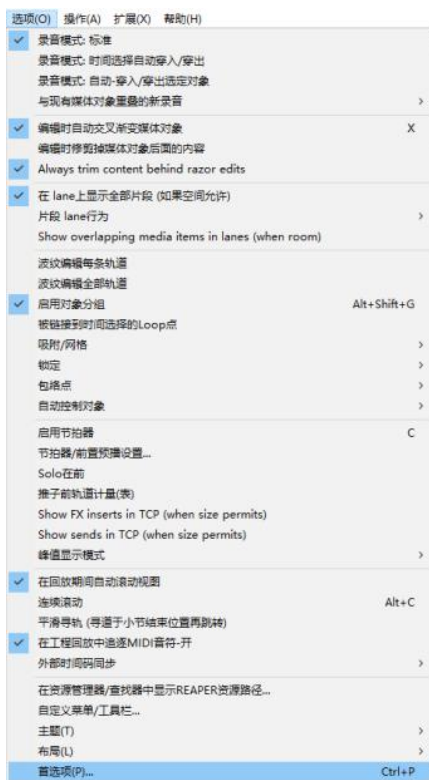 选项(O) 操作(A) 扩展(X) 帮助(H)
录音模式: 标准
录音模式: 时间选择自动穿入/穿出
录音模式: 自动-穿入/穿出选定对象
与现有媒体对象重叠的新录音
编辑时自动交叉渐变媒体对象 X
编辑时修剪掉媒体对象后面的内容
Always trim content behind razor edits
在 lane上显示全部片段 (如果空间允许)
片段 lane行为
Show overlapping media items in lanes (when room)
波纹编辑每条轨道
波纹编辑全部轨道
启用对象分组 Alt+Shift+G
被链接到时间选择的Loop点
吸附/网格
锁定
包络点
自动控制对象
启用节拍器 C
节拍器/前置预播设置...
Solo在前
推子前轨道计量(表)
Show FX inserts in TCP (when size permits)
Show sends in TCP (when size permits)
峰值显示模式
在回放期间自动滚动视图
连续滚动 Alt+C
平滑寻轨 (寻道于小节结束位置再跳转)
在工程回放中追逐MIDI音符-开
外部时间码同步
在资源管理器/查找器中显示REAPER资源路径...
自定义菜单/工具栏...
主题(T)
布局(L)
首选项(P)... Ctrl+P